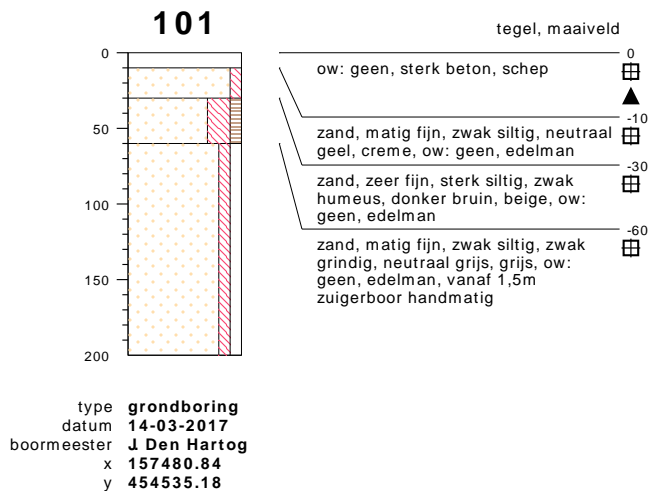 101
tegel, maaiveld
0
50
100
150
200
0
ow: geen, sterk beton, schep
-10
zand, matig fijn, zwak siltig, neutraal
geel, creme, ow: geen, edelman
-30
zand, zeer fijn, sterk siltig, zwak
humeus, donker bruin, beige, ow:
geen, edelman
-60
zand, matig fijn, zwak siltig, zwak
grindig, neutraal grijs, grijs, ow:
geen, edelman, vanaf 1,5m
zuigerboor handmatig
type grondboring
datum 14-03-2017
boormeester J. Den Hartog
x 157480.84
y 454535.18